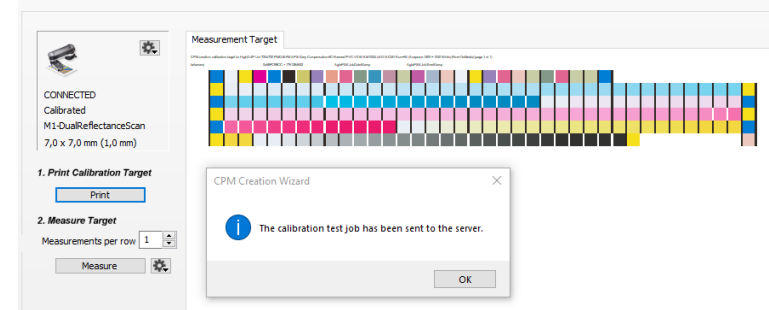 Measurement Target
CONNECTED
Calibrated
M1-DualReflectanceScan
7,0 x 7,0 mm (1,0 mm)
1. Print Calibration Target
Print
2. Measure Target
Measurements per row 1
Measure
CPM Creation Wizard
The calibration test job has been sent to the server.
OK